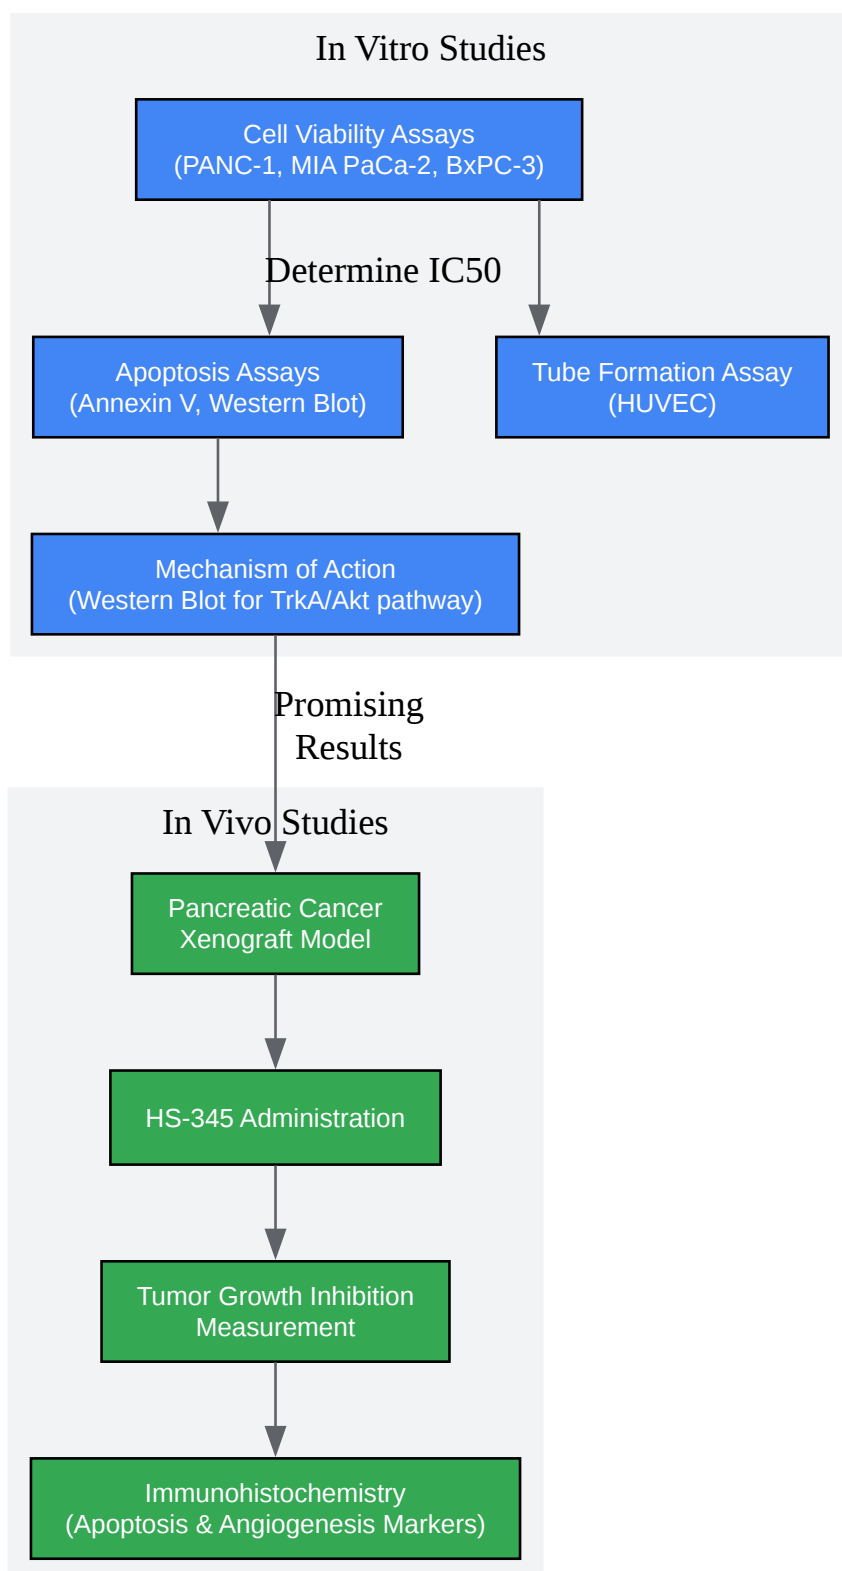 In Vitro Studies
Cell Viability Assays
(PANC-1, MIA PaCa-2, BxPC-3)
Determine IC50
Apoptosis Assays
(Annexin V, Western Blot)
Tube Formation Assay
(HUVEC)
Mechanism of Action
(Western Blot for TrkA/Akt pathway)
Promising
Results
In Vivo Studies
Pancreatic Cancer
Xenograft Model
HS-345 Administration
Tumor Growth Inhibition
Measurement
Immunohistochemistry
(Apoptosis & Angiogenesis Markers)